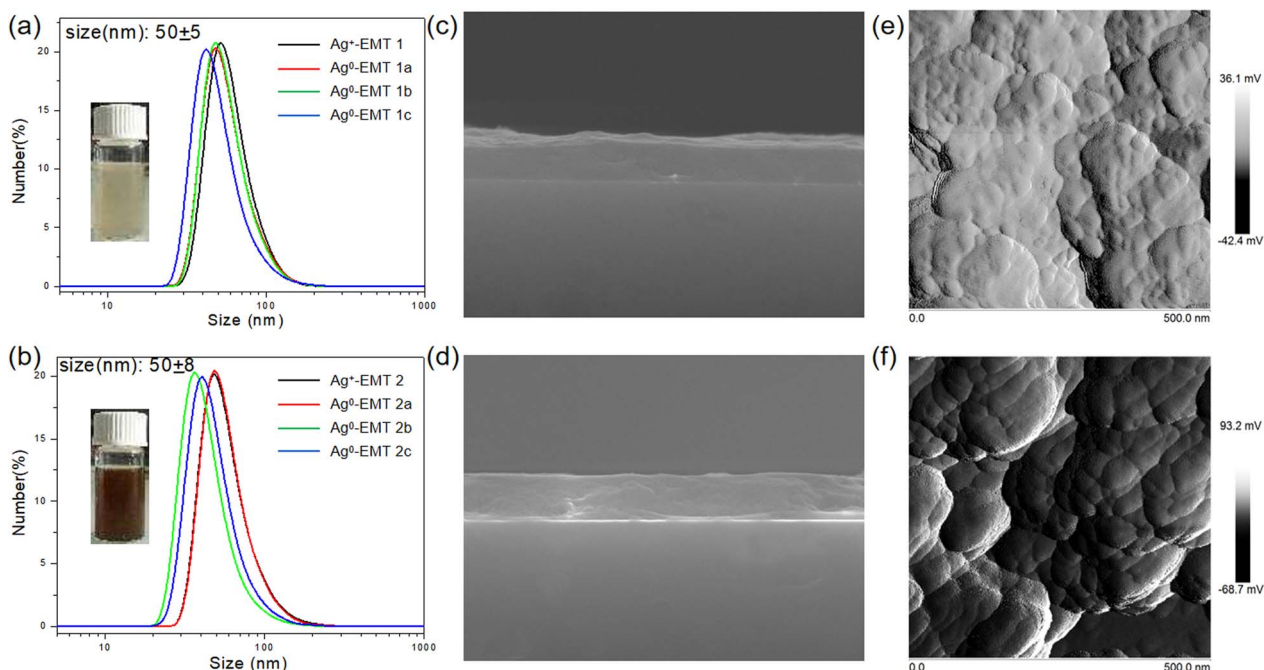 (a)
size(nm): 50±5
Ag⁺-EMT 1
Ag⁰-EMT 1a
Ag⁰-EMT 1b
Ag⁰-EMT 1c
20
15
10
5
0
Number(%)
10
100
1000
Size (nm)
(c)
(e)
36.1 mV
-42.4 mV
0.0
500.0 nm
(b)
size(nm): 50±8
Ag⁺-EMT 2
Ag⁰-EMT 2a
Ag⁰-EMT 2b
Ag⁰-EMT 2c
20
15
10
5
0
Number(%)
10
100
1000
Size (nm)
(d)
(f)
93.2 mV
-68.7 mV
0.0
500.0 nm